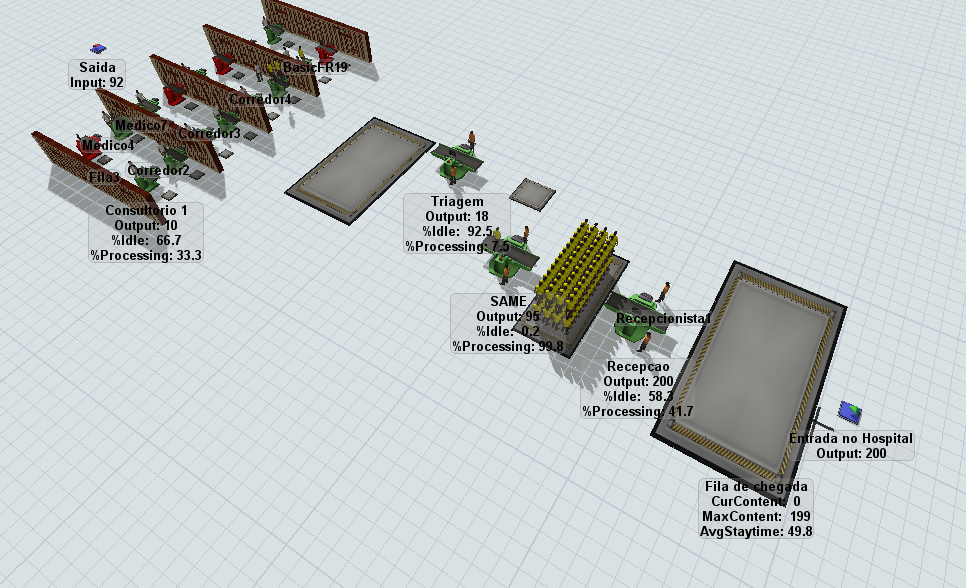 Saida
Input: 92
BasicFR19
Corredor4
Medico7
Corredor3
Medico4
Corredor2
Fila3
Consultorio 1
Output: 10
%Idle: 66.7
%Processing: 33.3
Triagem
Output: 18
%Idle: 92.5
%Processing: 7.5
SAME
Output: 95
%Idle: 0.2
%Processing: 99.8
Recepcionista1
Recepcao
Output: 200
%Idle: 58.3
%Processing: 41.7
Entrada no Hospital
Output: 200
Fila de chegada
CurContent: 0
MaxContent: 199
AvgStaytime: 49.8